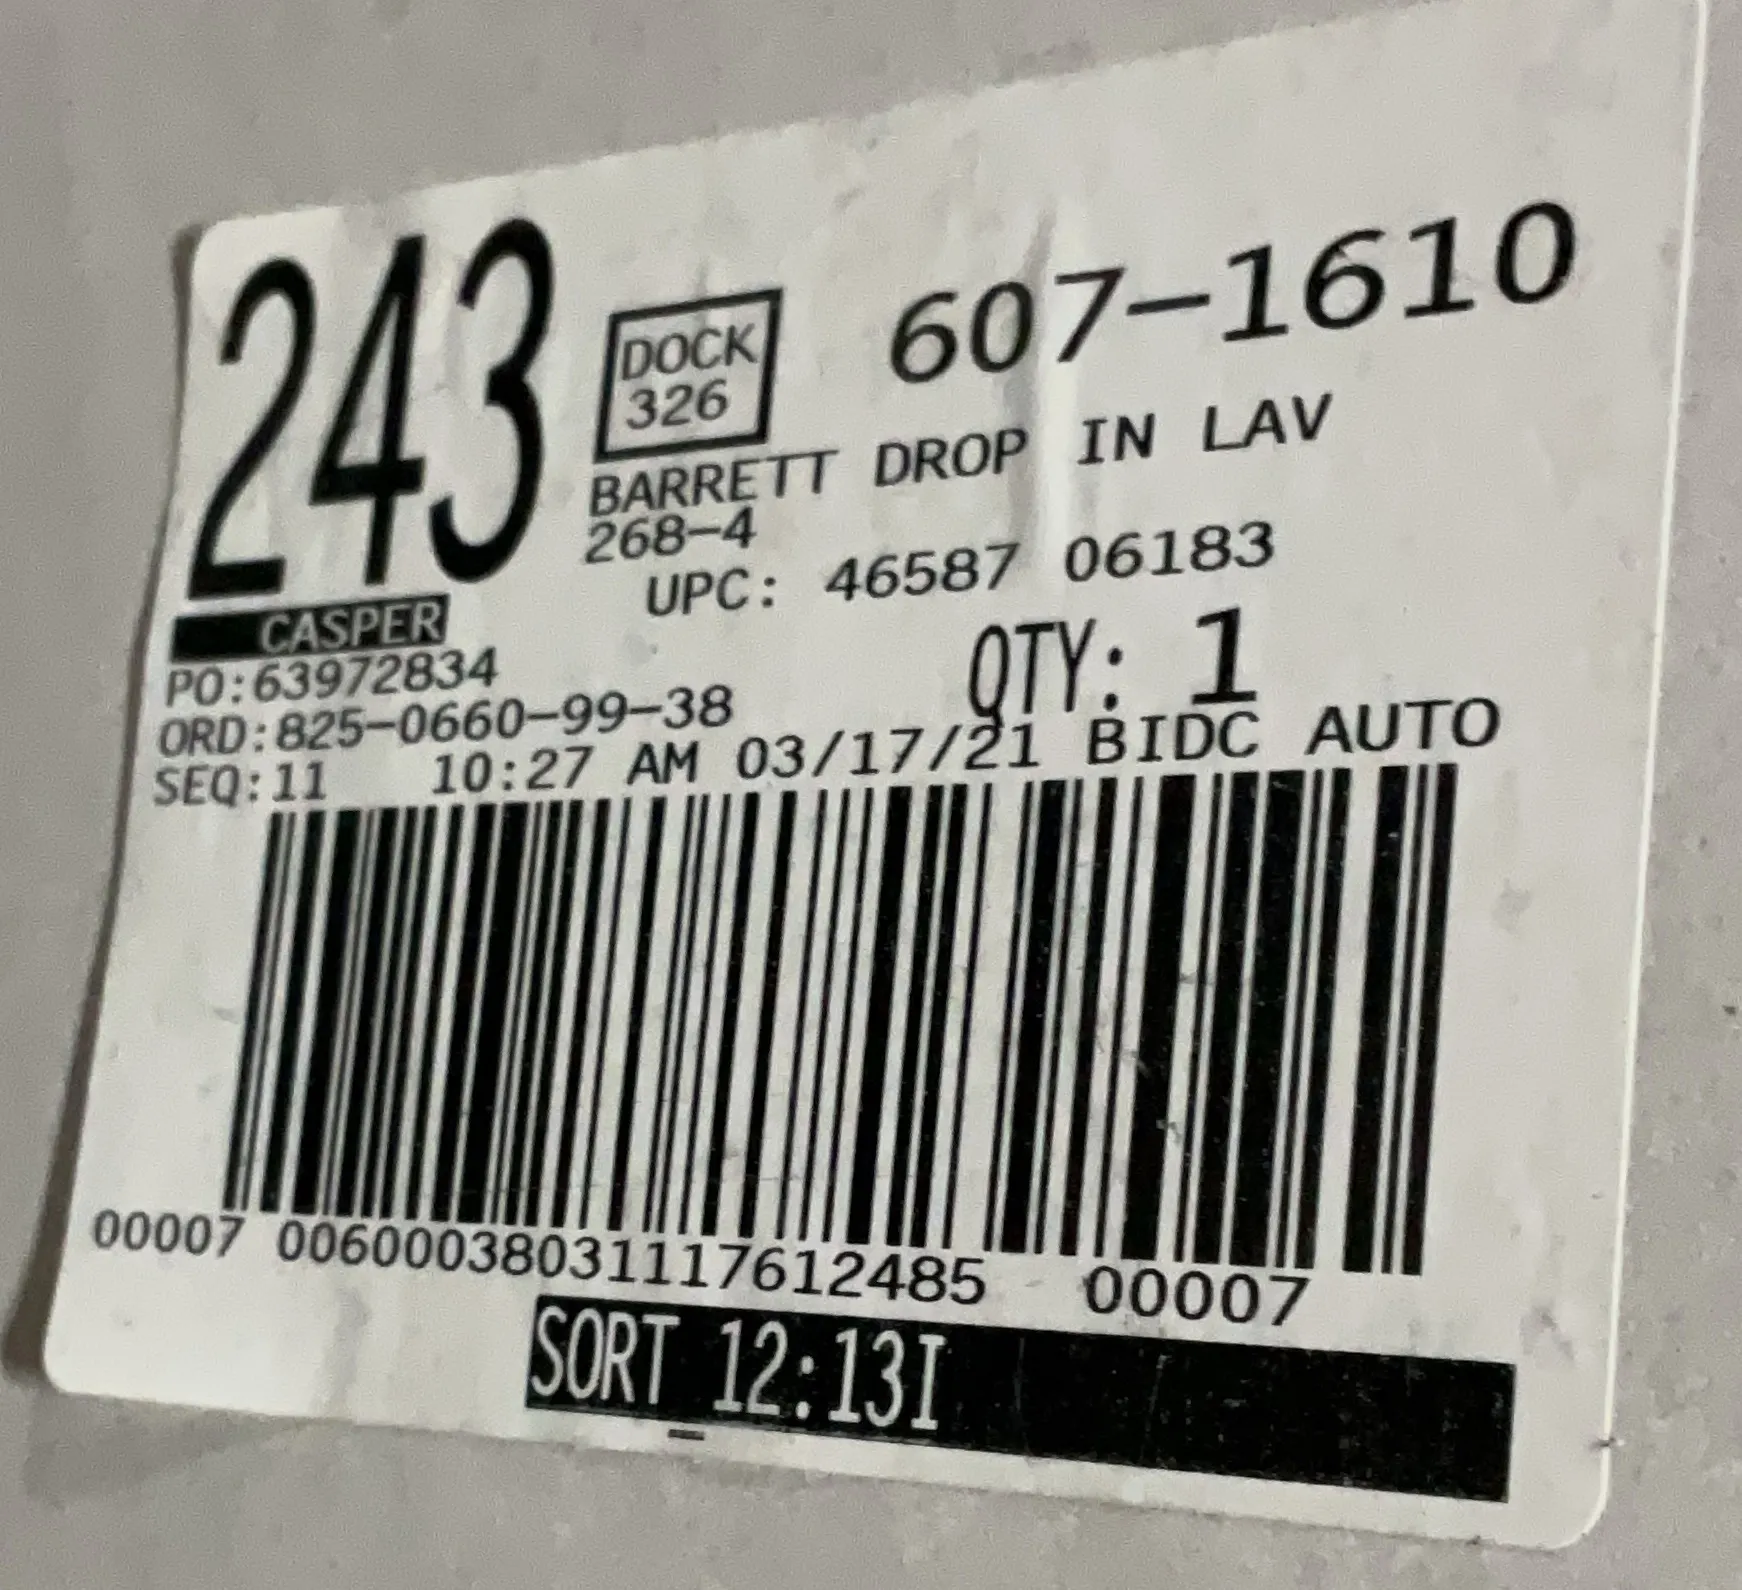 243
DOCK
326
607-1610
BARRETT DROP IN LAV
268-4
UPC: 46587 06183
CASPER
PO:63972834
QTY: 1
ORD:825-0660-99-38
SEQ:11 10:27 AM 03/17/21 BIDC AUTO
00007 00600038031117612485 00007
SORT 12:13I